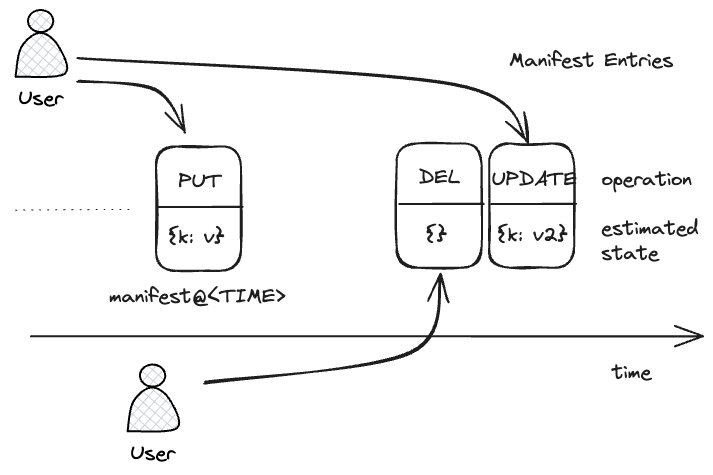 Manifest Entries
User
PUT
DEL
UPDATE
operation
{k: v}
{}
{k: v2}
estimated
state
manifest@<TIME>
time
User